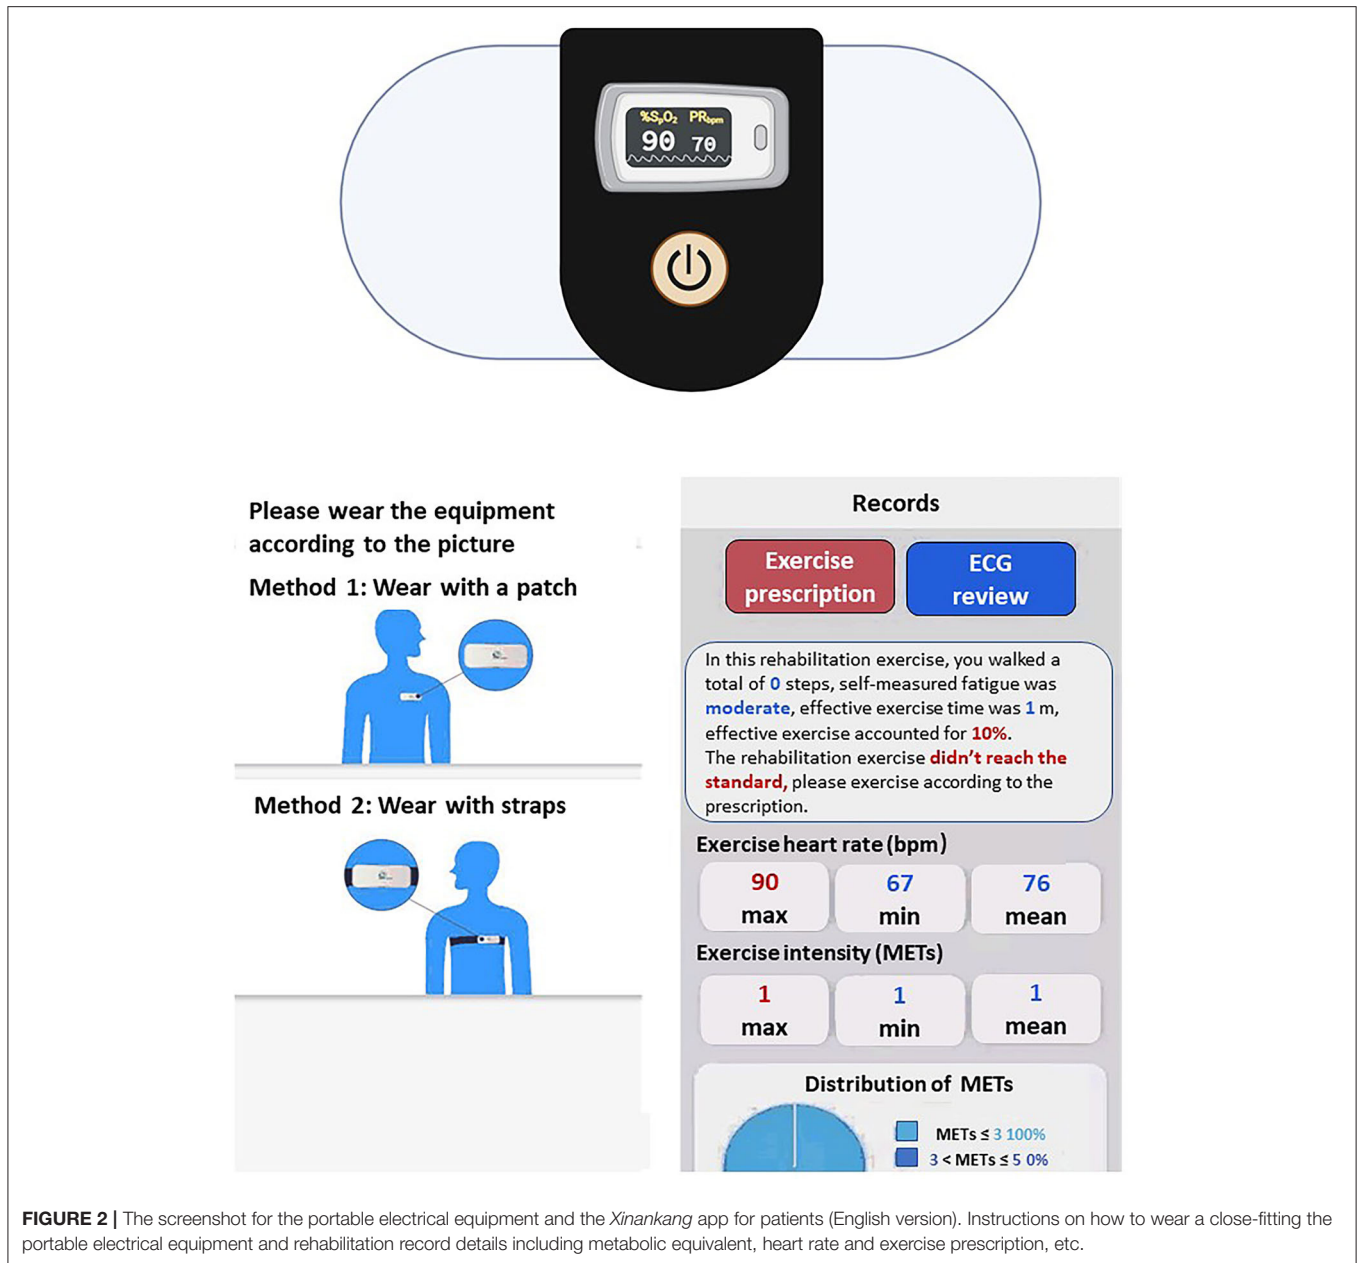 %SpO2 PRbpm
90 70
Please wear the equipment
according to the picture
Method 1: Wear with a patch
Method 2: Wear with straps
Records
Exercise
prescription
ECG
review
In this rehabilitation exercise, you walked a
total of 0 steps, self-measured fatigue was
moderate, effective exercise time was 1 m,
effective exercise accounted for 10%.
The rehabilitation exercise didn't reach the
standard, please exercise according to the
prescription.
Exercise heart rate (bpm)
90 67 76
max min mean
Exercise intensity (METs)
1 1 1
max min mean
Distribution of METs
METs ≤ 3 100%
3 < METs ≤ 5 0%
FIGURE 2 | The screenshot for the portable electrical equipment and the Xinankang app for patients (English version). Instructions on how to wear a close-fitting the
portable electrical equipment and rehabilitation record details including metabolic equivalent, heart rate and exercise prescription, etc.